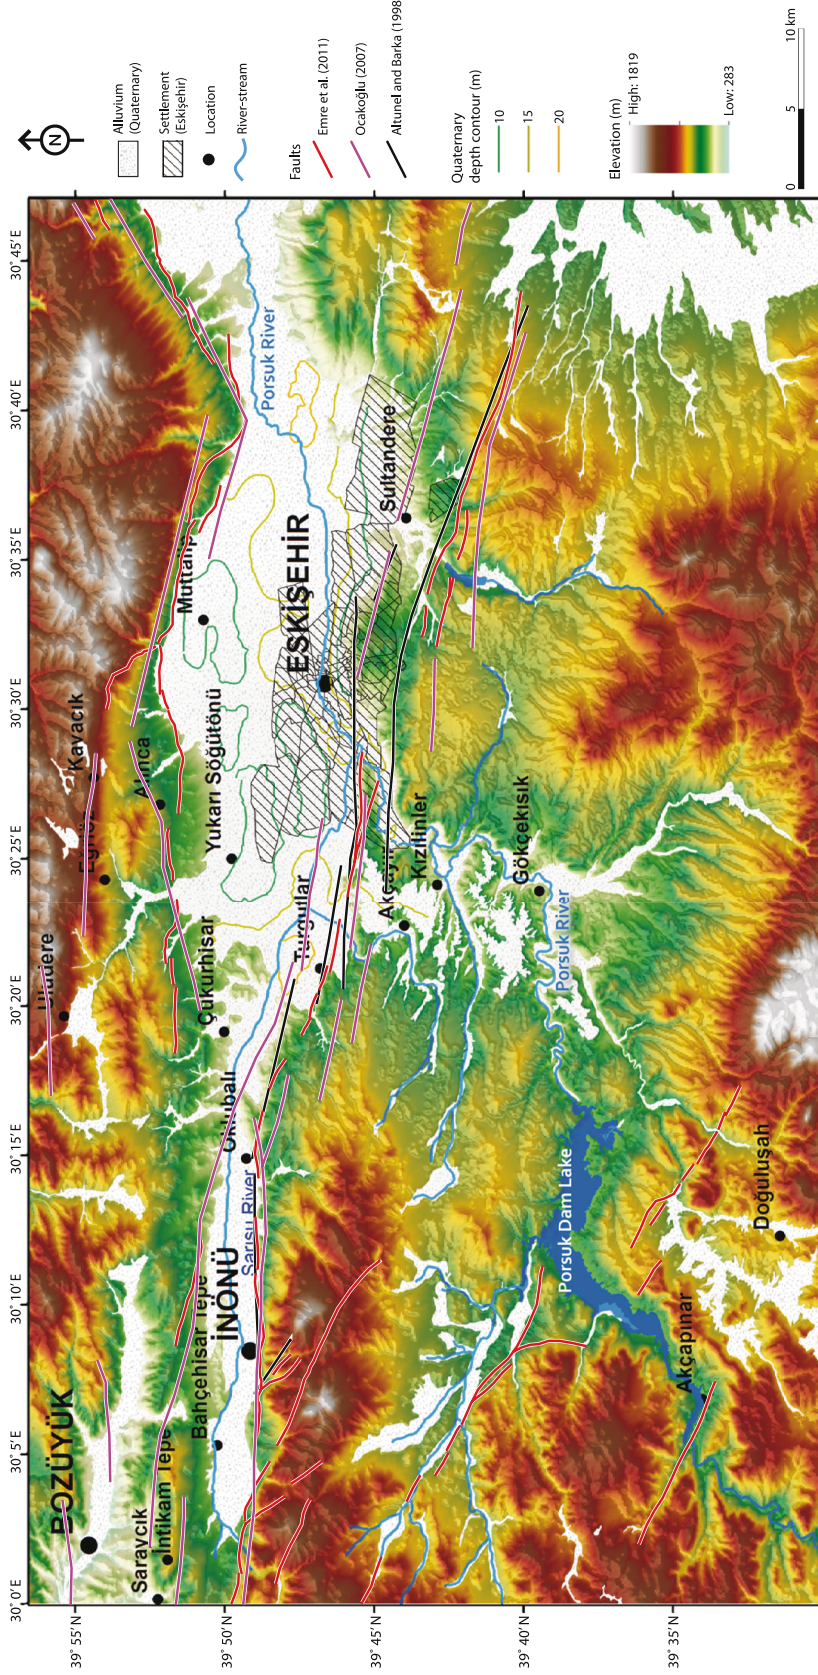 BOZÜYÜK
Saraycık
İntikam Tepe
Bahçehisar Tepe
İNÖNÜ
Sarısu River
Oklubalı
Çukurhisar
Uludere
Eğriöz
Kavacık
Alınca
Yukarı Söğütönü
Muttalıp
Turgutlar
ESKİŞEHİR
Porsuk River
Sultandere
Akçayır
Kızılinler
Gökçekısık
Porsuk River
Porsuk Dam Lake
Akçapınar
Doğuluşah
30° 0'E
30° 5'E
30° 10'E
30° 15'E
30° 20'E
30° 25'E
30° 30'E
30° 35'E
30° 40'E
30° 45'E
39° 55'N
39° 50'N
39° 45'N
39° 40'N
39° 35'N
N
Alluvium
(Quaternary)
Settlement
(Eskişehir)
Location
River-stream
Faults
Emre et al. (2011)
Ocakoğlu (2007)
Altunel and Barka (1998
Quaternary
depth contour (m)
10
15
20
Elevation (m)
High: 1819
Low: 283
0
5
10 km